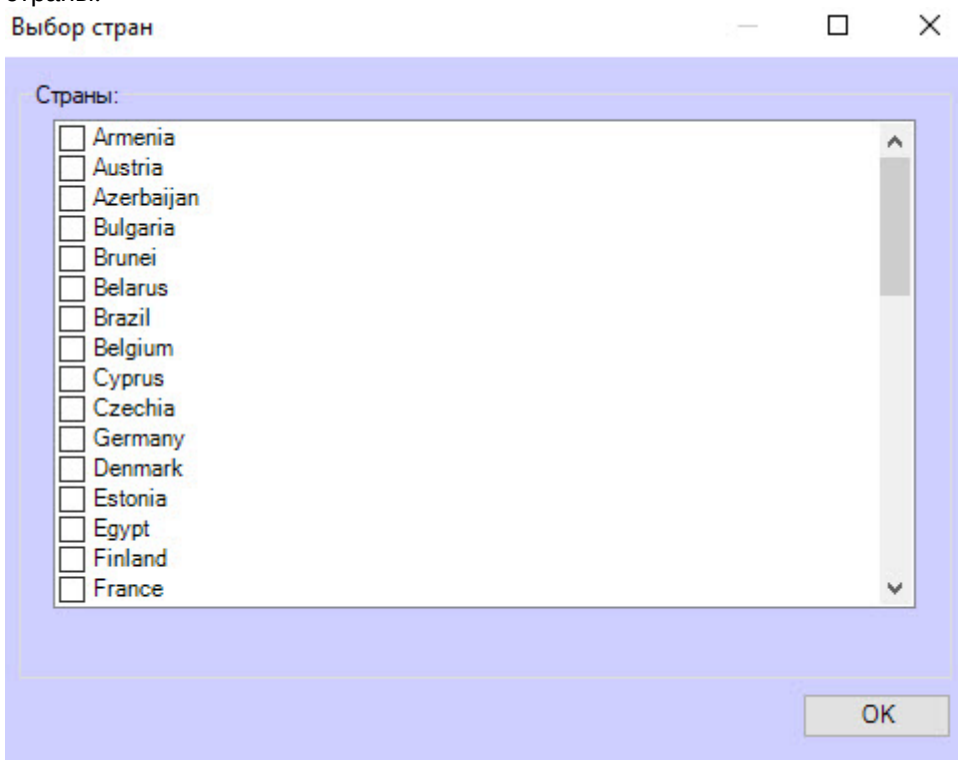 страны.
Выбор стран
Страны:
Armenia
Austria
Azerbaijan
Bulgaria
Brunei
Belarus
Brazil
Belgium
Cyprus
Czechia
Germany
Denmark
Estonia
Egypt
Finland
France
OK